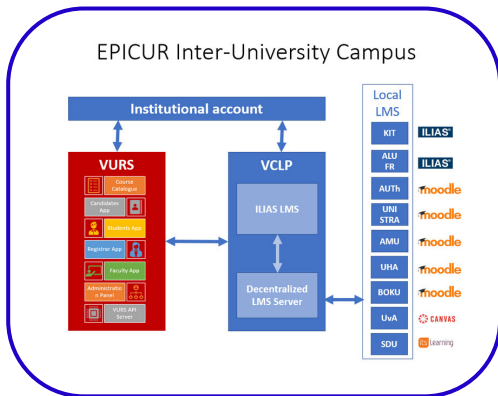 EPICUR Inter-University Campus
Institutional account
VURS
Course
Catalogue
Candidates
App
Students App
Registrar App
Faculty App
Administratio
n Panel
VURS API
Server
VCLP
ILIAS LMS
Decentralized
LMS Server
Local
LMS
KIT
ILIAS
ALU
FR
ILIAS
AUTh
moodle
UNI
STRA
moodle
AMU
moodle
UHA
moodle
BOKU
moodle
UvA
CANVAS
SDU
its Learning